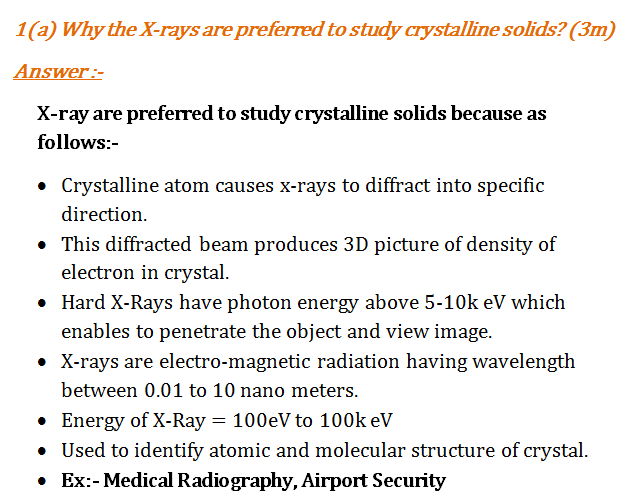 1(a) Why the X-rays are preferred to study crystalline solids? (3m)
Answer :-
X-ray are preferred to study crystalline solids because as
follows:-
• Crystalline atom causes x-rays to diffract into specific
direction.
• This diffracted beam produces 3D picture of density of
electron in crystal.
• Hard X-Rays have photon energy above 5-10k eV which
enables to penetrate the object and view image.
• X-rays are electro-magnetic radiation having wavelength
between 0.01 to 10 nano meters.
• Energy of X-Ray = 100eV to 100k eV
• Used to identify atomic and molecular structure of crystal.
• Ex:- Medical Radiography, Airport Security